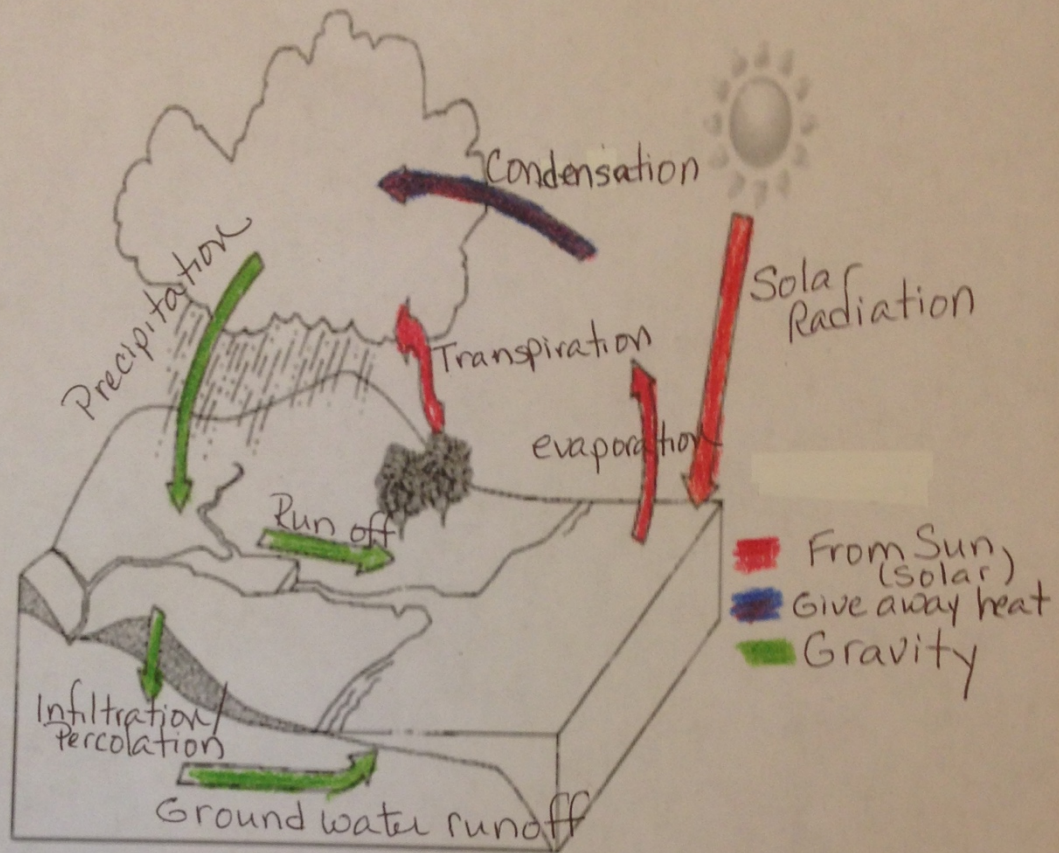 Condensation
Precipitation
Solar
Radiation
Transpiration
evaporation
Run off
From Sun,
(solar)
Give away heat
Gravity
Infiltration/
Percolation
Ground water runoff